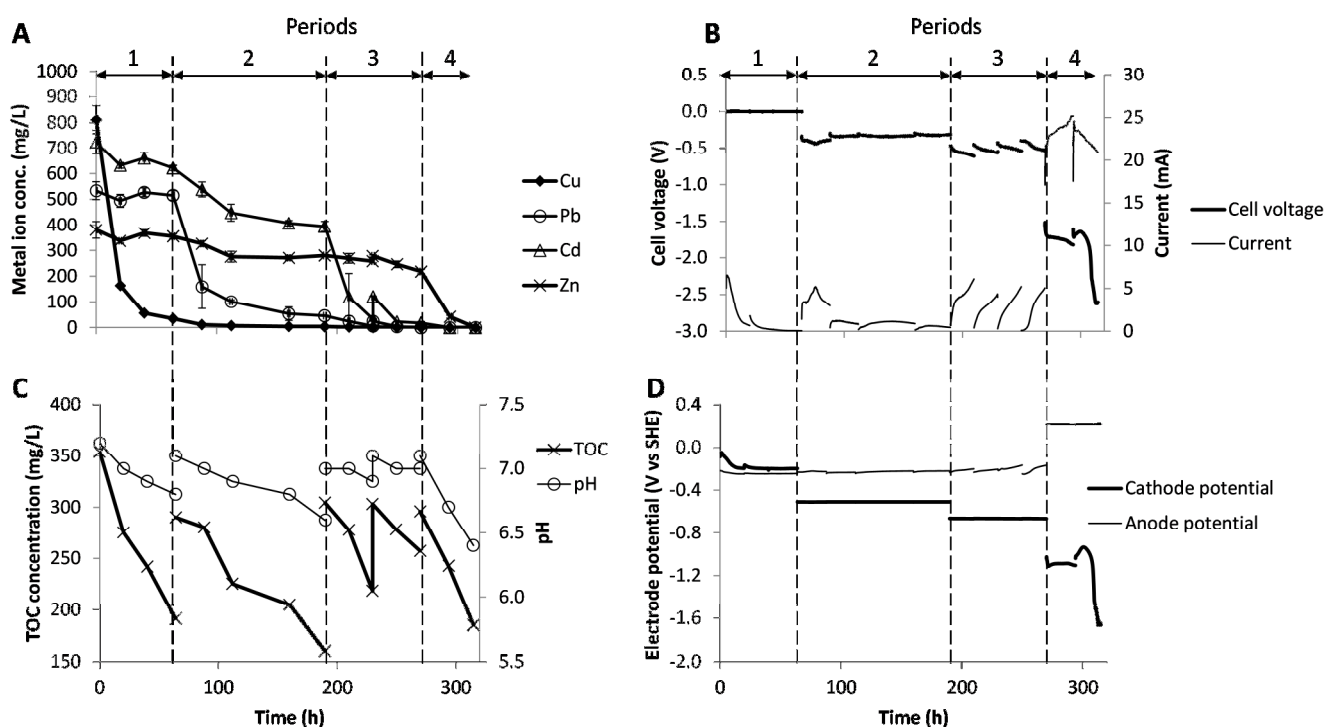 A
Periods
1 2 3 4
Metal ion conc. (mg/L)
1000
900
800
700
600
500
400
300
200
100
0
Cu
Pb
Cd
Zn
B
Periods
1 2 3 4
Cell voltage (V)
0.5
0.0
-0.5
-1.0
-1.5
-2.0
-2.5
-3.0
30
25
20
15
10
5
0
Current (mA)
Cell voltage
Current
C
TOC concentration (mg/L)
400
350
300
250
200
150
7.5
7.0
6.5
6.0
5.5
pH
TOC
pH
0 100 200 300
Time (h)
D
Electrode potential (V vs SHE)
0.4
0.0
-0.4
-0.8
-1.2
-1.6
-2.0
Cathode potential
Anode potential
0 100 200 300
Time (h)